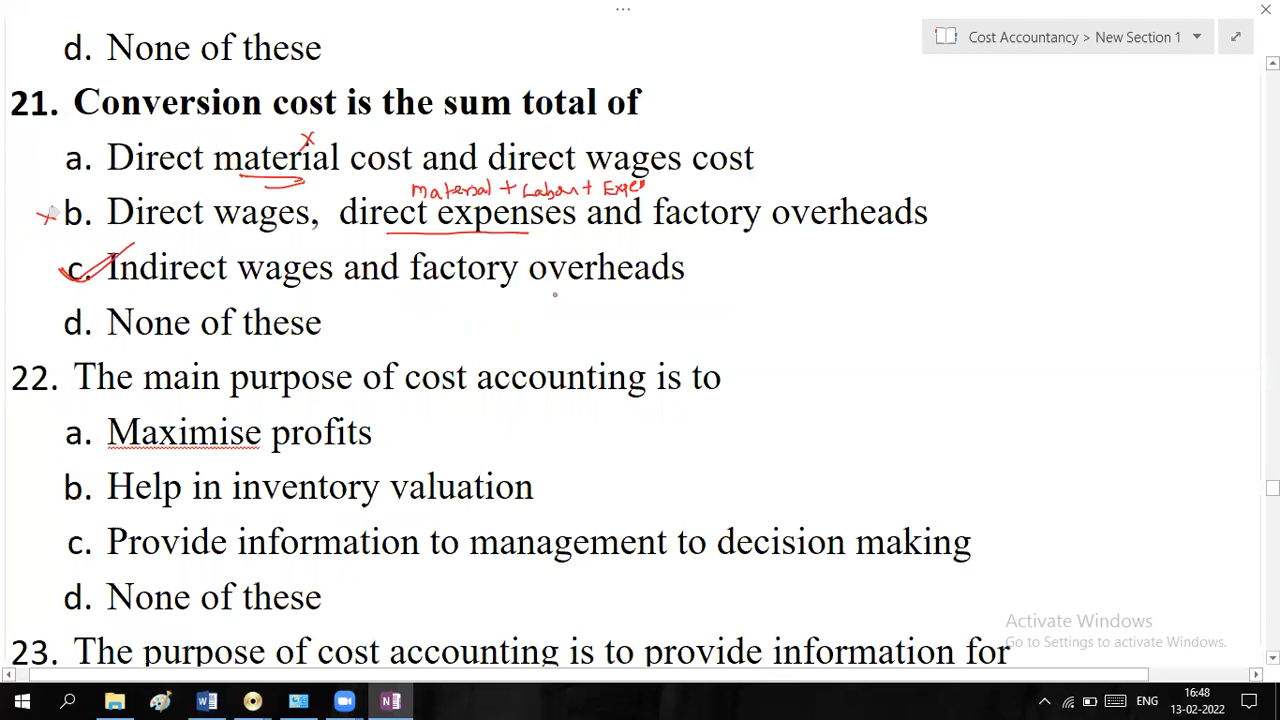 ...
Cost Accountancy > New Section 1
d. None of these
21. Conversion cost is the sum total of
a. Direct material cost and direct wages cost
Material + Labour + Expe
b. Direct wages, direct expenses and factory overheads
c. Indirect wages and factory overheads
d. None of these
22. The main purpose of cost accounting is to
a. Maximise profits
b. Help in inventory valuation
c. Provide information to management to decision making
d. None of these
Activate Windows
Go to Settings to activate Windows.
23. The purpose of cost accounting is to provide information for
ENG
16:48
13-02-2022